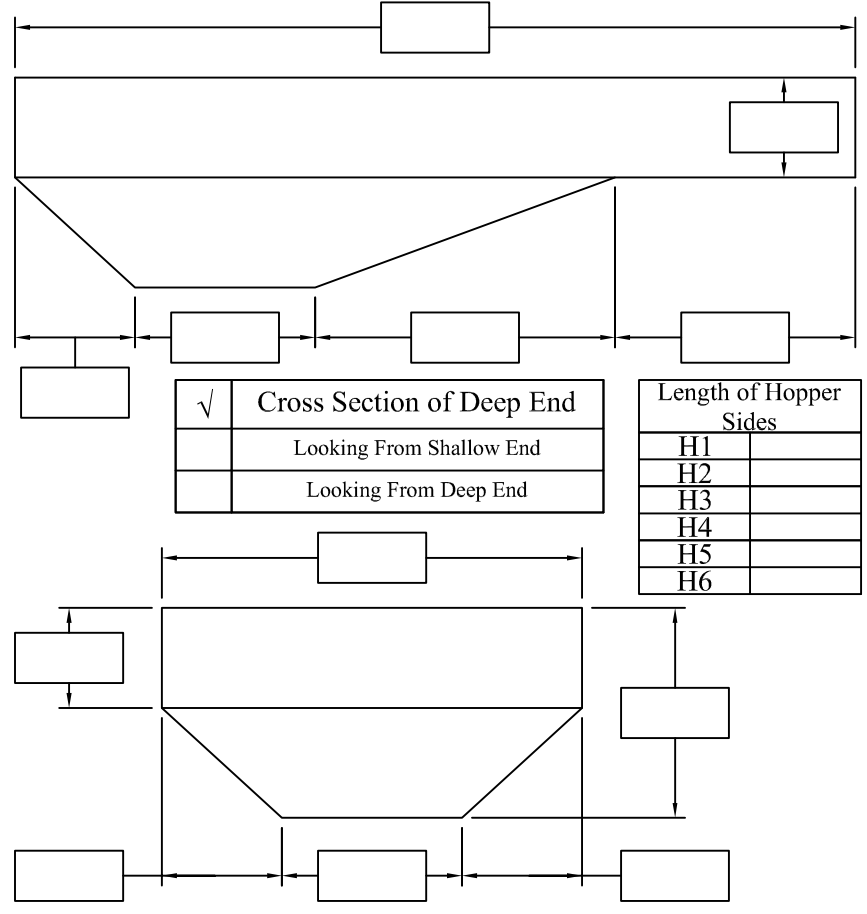 √ Cross Section of Deep End
Looking From Shallow End
Looking From Deep End
Length of Hopper
Sides
H1
H2
H3
H4
H5
H6